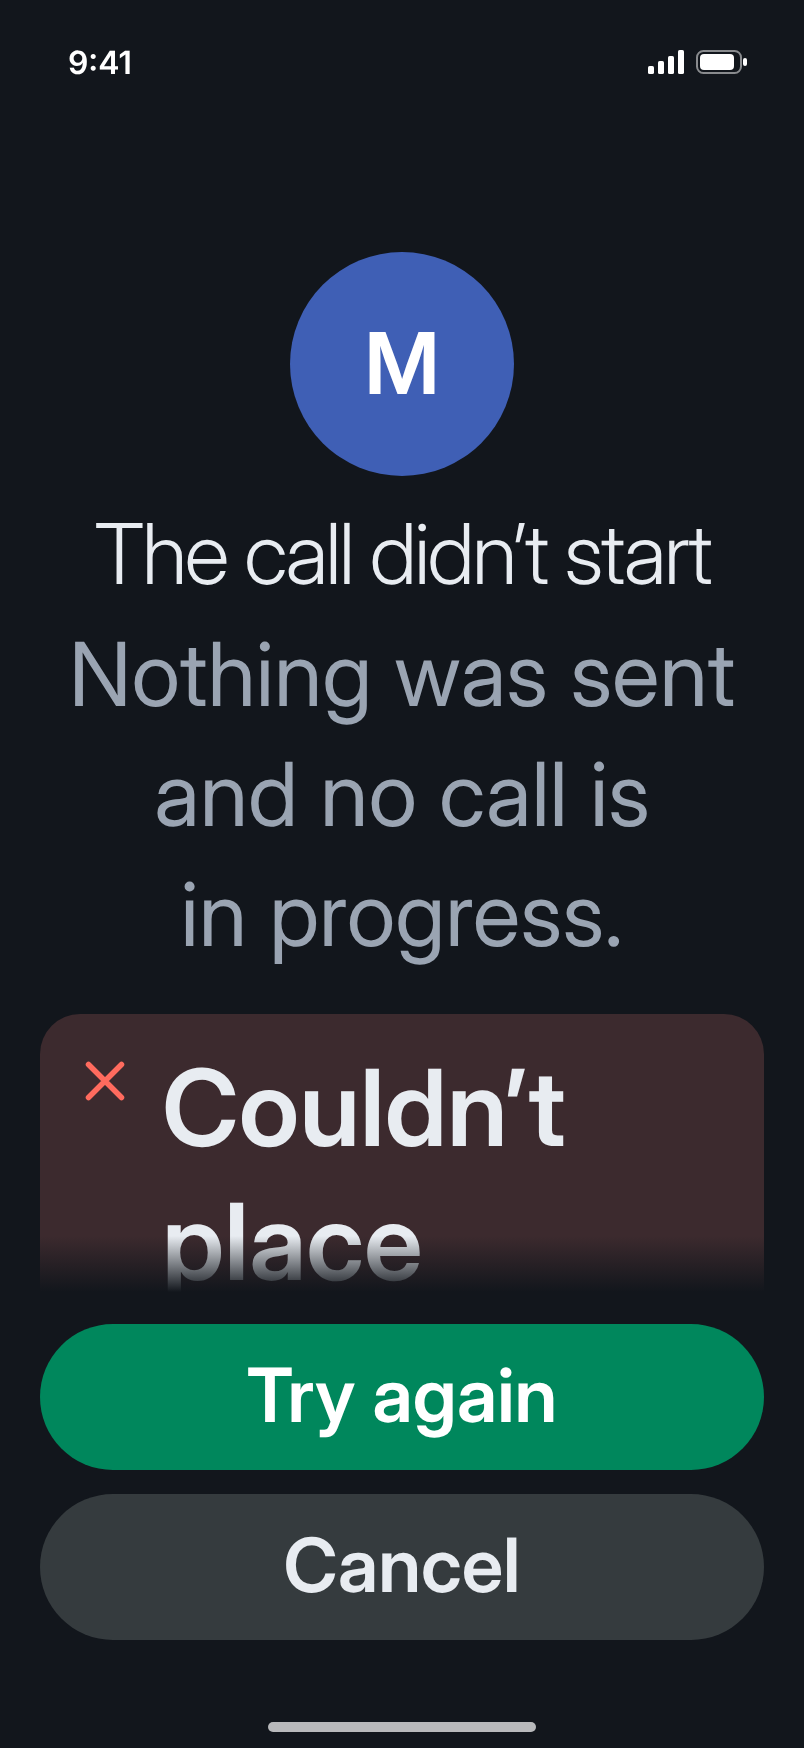 9:41
M
The call didn’t start
Nothing was sent
and no call is
in progress.
Couldn’t
place
Try again
Cancel